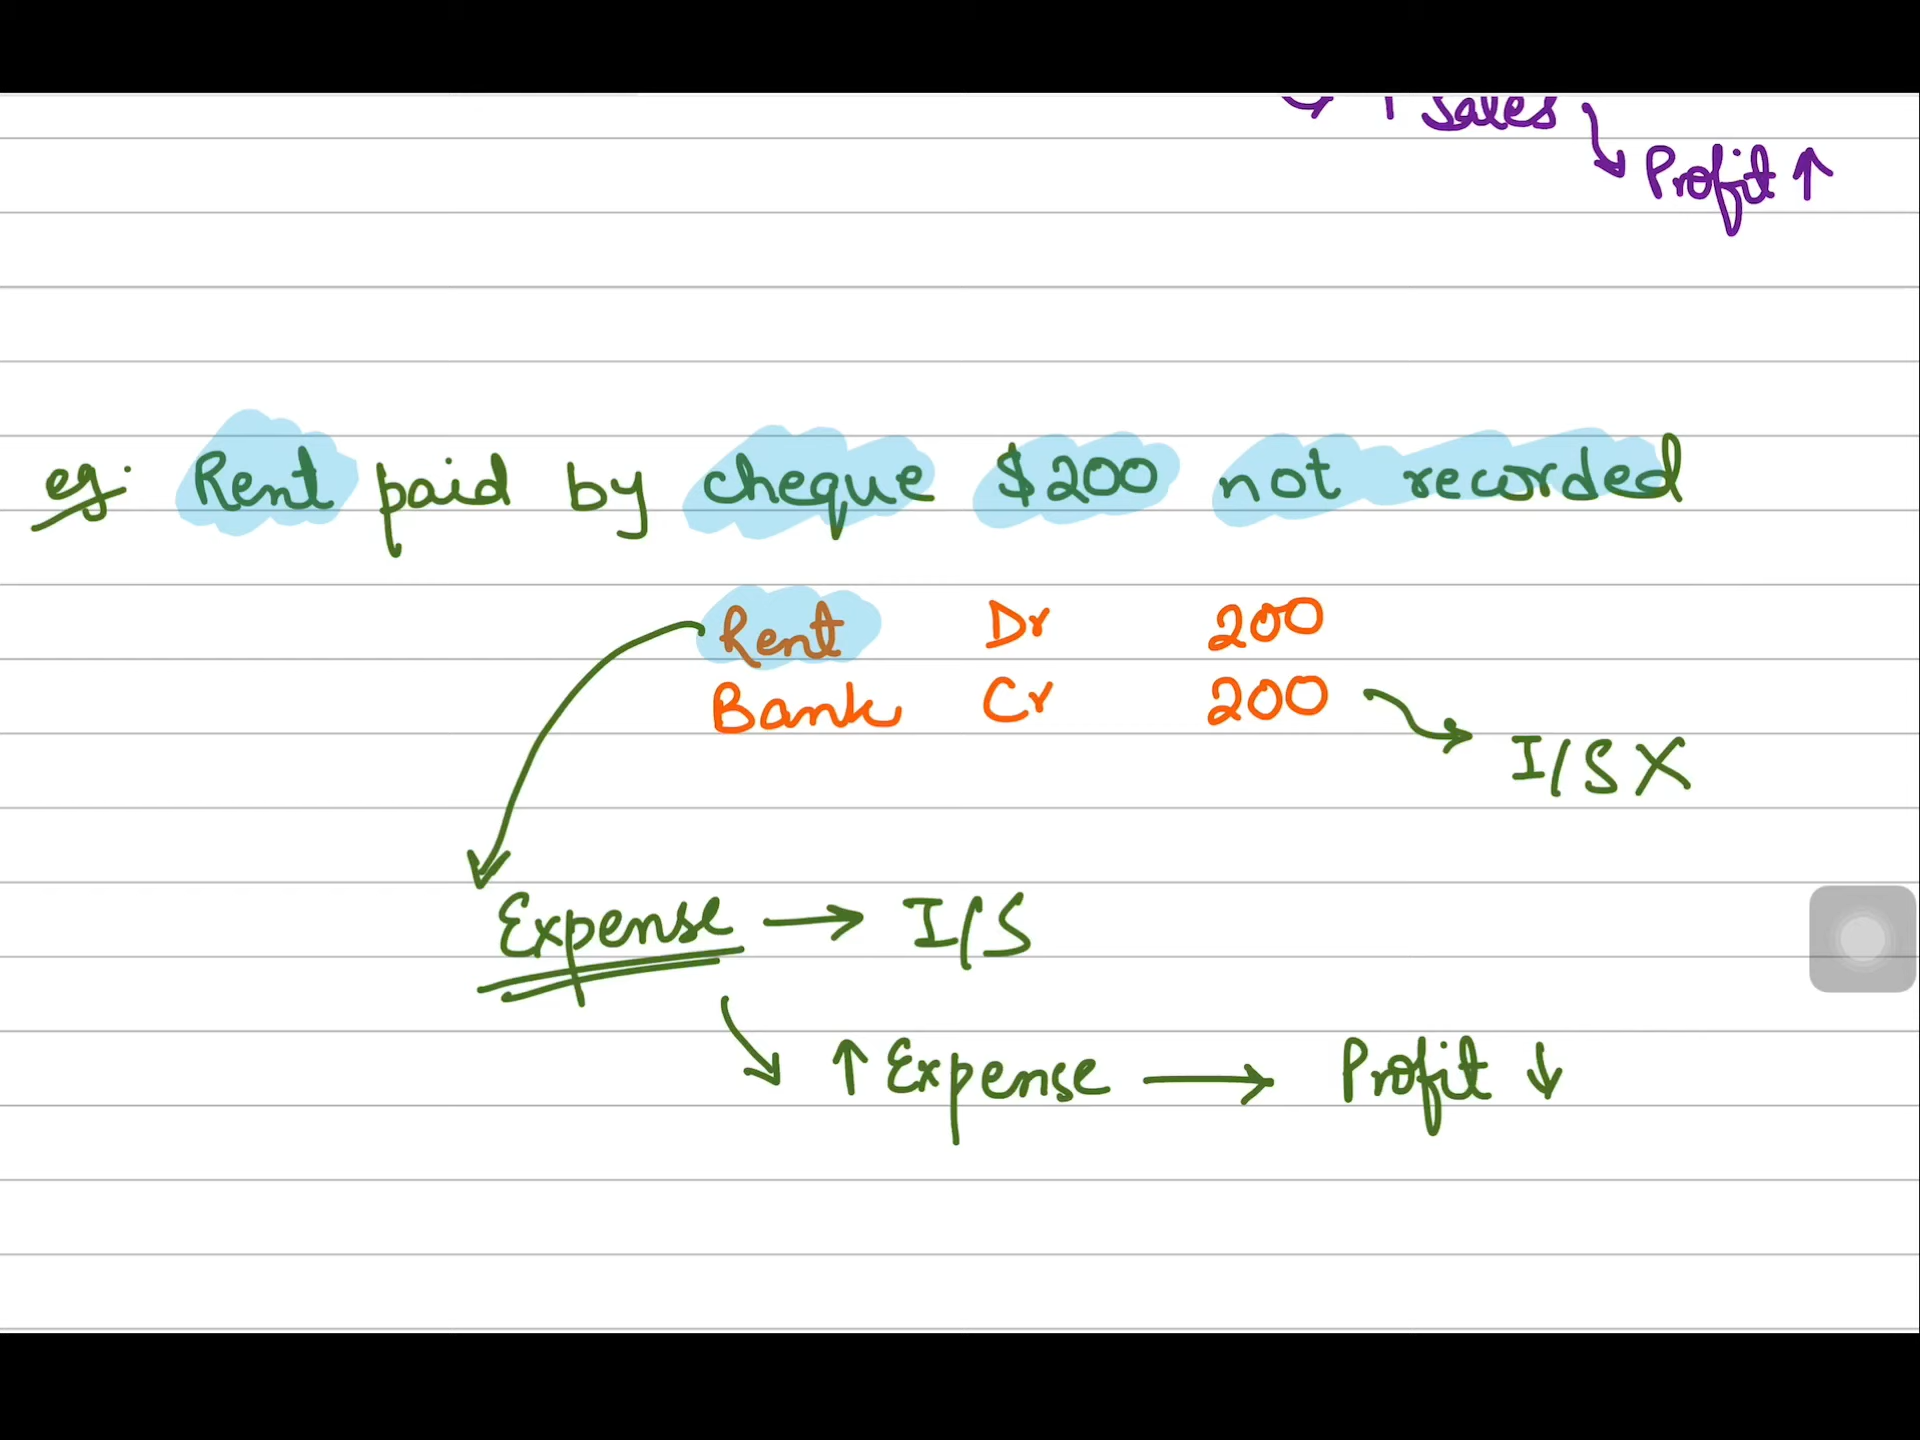 ↑ Sales
Profit ↑
eg: Rent paid by cheque $200 not recorded
Rent Dr 200
Bank Cr 200
I/S X
Expense → I/S
↑ Expense → Profit ↓